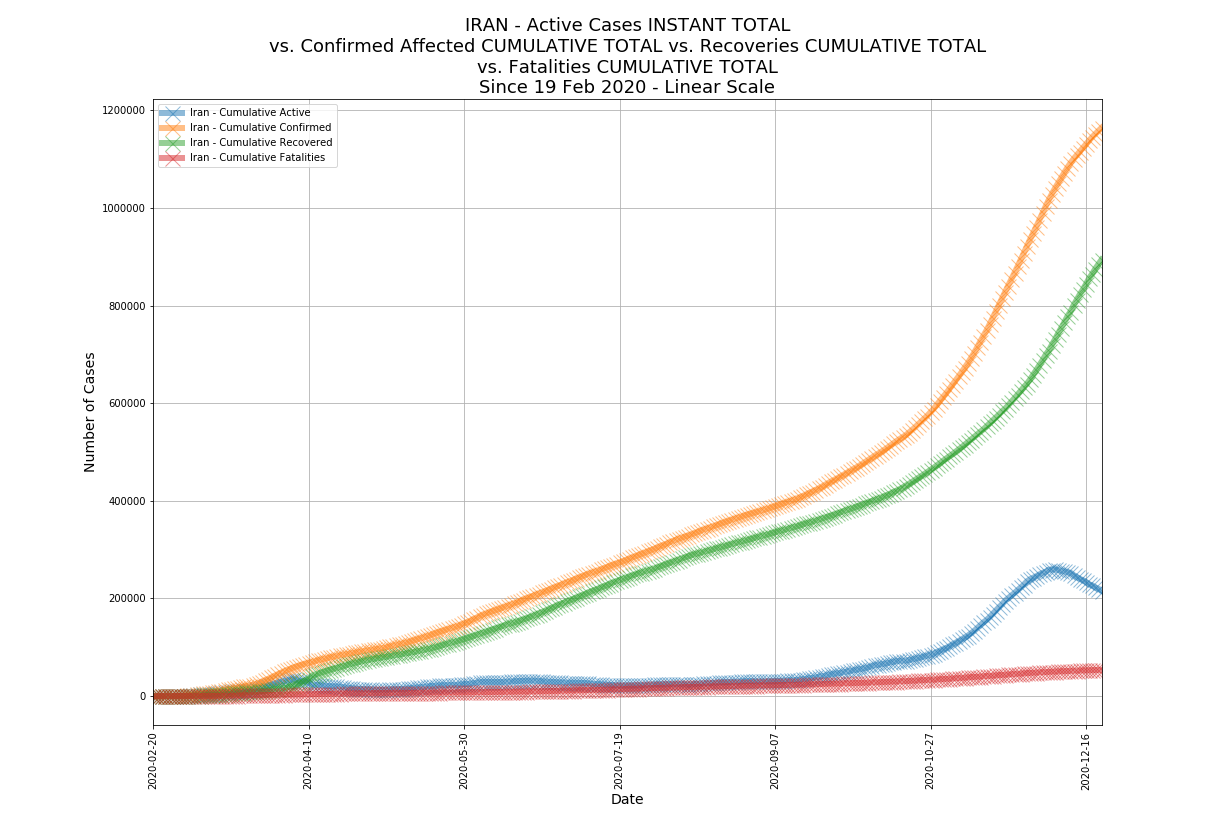 IRAN - Active Cases INSTANT TOTAL
vs. Confirmed Affected CUMULATIVE TOTAL vs. Recoveries CUMULATIVE TOTAL
vs. Fatalities CUMULATIVE TOTAL
Since 19 Feb 2020 - Linear Scale
Iran - Cumulative Active
Iran - Cumulative Confirmed
Iran - Cumulative Recovered
Iran - Cumulative Fatalities
Number of Cases
1200000
1000000
800000
600000
400000
200000
0
2020-02-20
2020-04-10
2020-05-30
2020-07-19
2020-09-07
2020-10-27
2020-12-16
Date